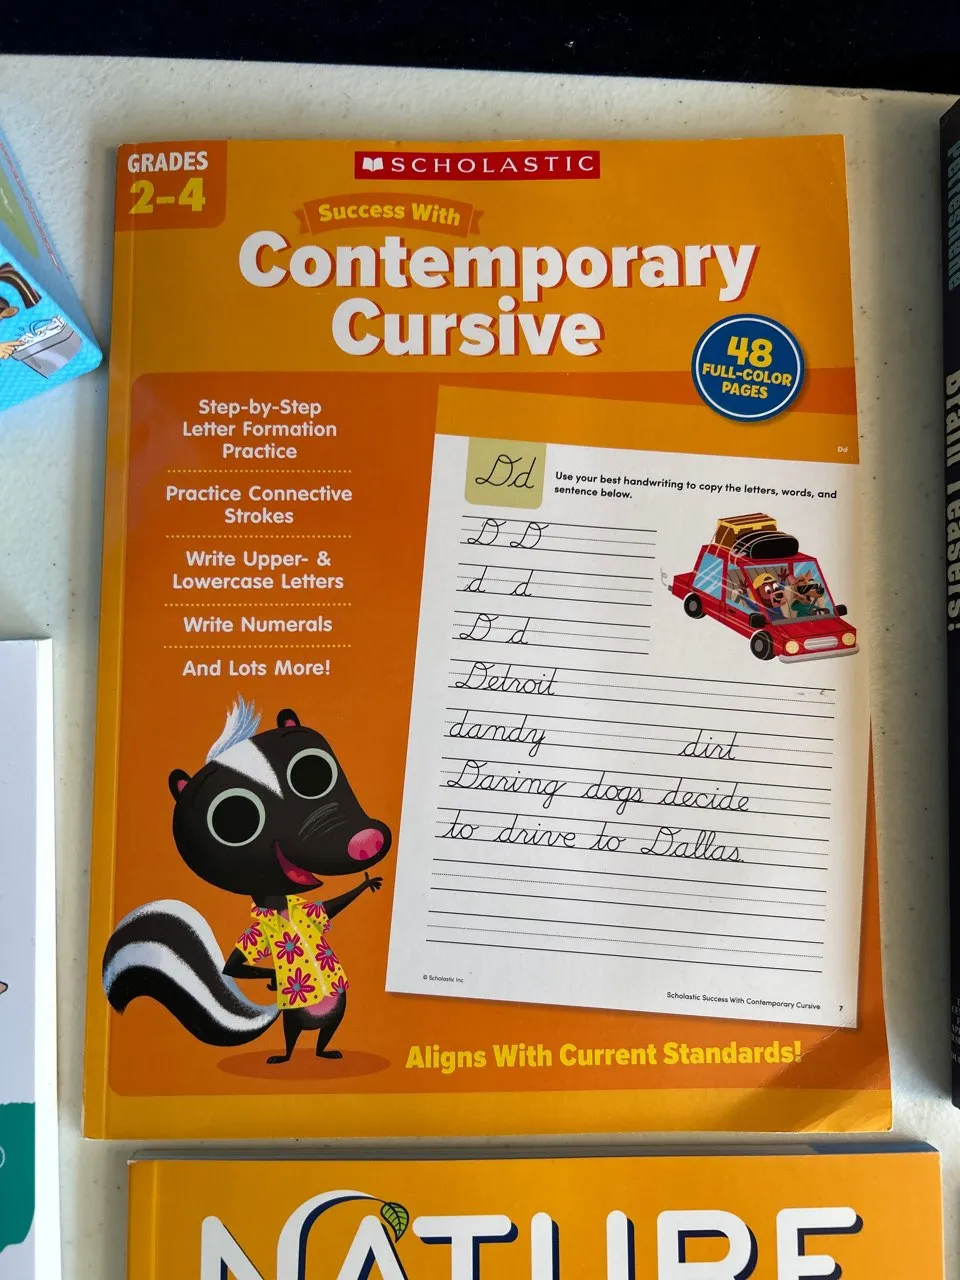 GRADES
2–4
SCHOLASTIC
Success With
Contemporary
Cursive
48
FULL-COLOR
PAGES
Step-by-Step
Letter Formation
Practice
Practice Connective
Strokes
Write Upper- &
Lowercase Letters
Write Numerals
And Lots More!
Dd
Dd
Use your best handwriting to copy the letters, words, and
sentence below.
D D
d d
D d
Detroit
dandy dirt
Daring dogs decide
to drive to Dallas.
© Scholastic Inc.
Scholastic Success With Contemporary Cursive 7
Aligns With Current Standards!
NATURE
Brain Teasers!